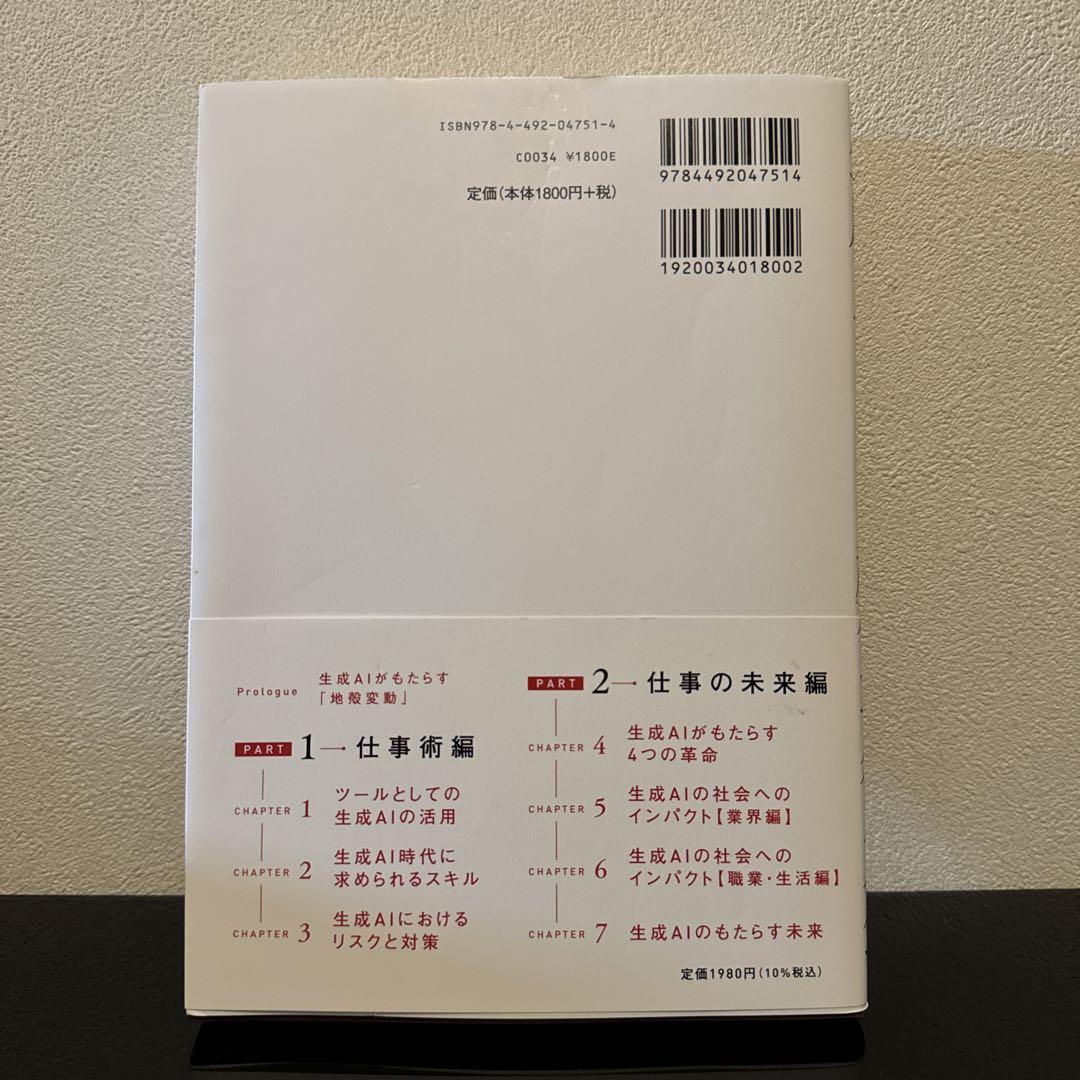 ISBN978-4-492-04751-4
C0034 ¥1800E
定価(本体1800円+税)
9784492047514
1920034018002
Prologue 生成AIがもたらす
「地殻変動」
PART 1 仕事術編
CHAPTER 1 ツールとしての
生成AIの活用
CHAPTER 2 生成AI時代に
求められるスキル
CHAPTER 3 生成AIにおける
リスクと対策
PART 2 仕事の未来編
CHAPTER 4 生成AIがもたらす
4つの革命
CHAPTER 5 生成AIの社会への
インパクト【業界編】
CHAPTER 6 生成AIの社会への
インパクト【職業・生活編】
CHAPTER 7 生成AIのもたらす未来
定価1980円(10%税込)